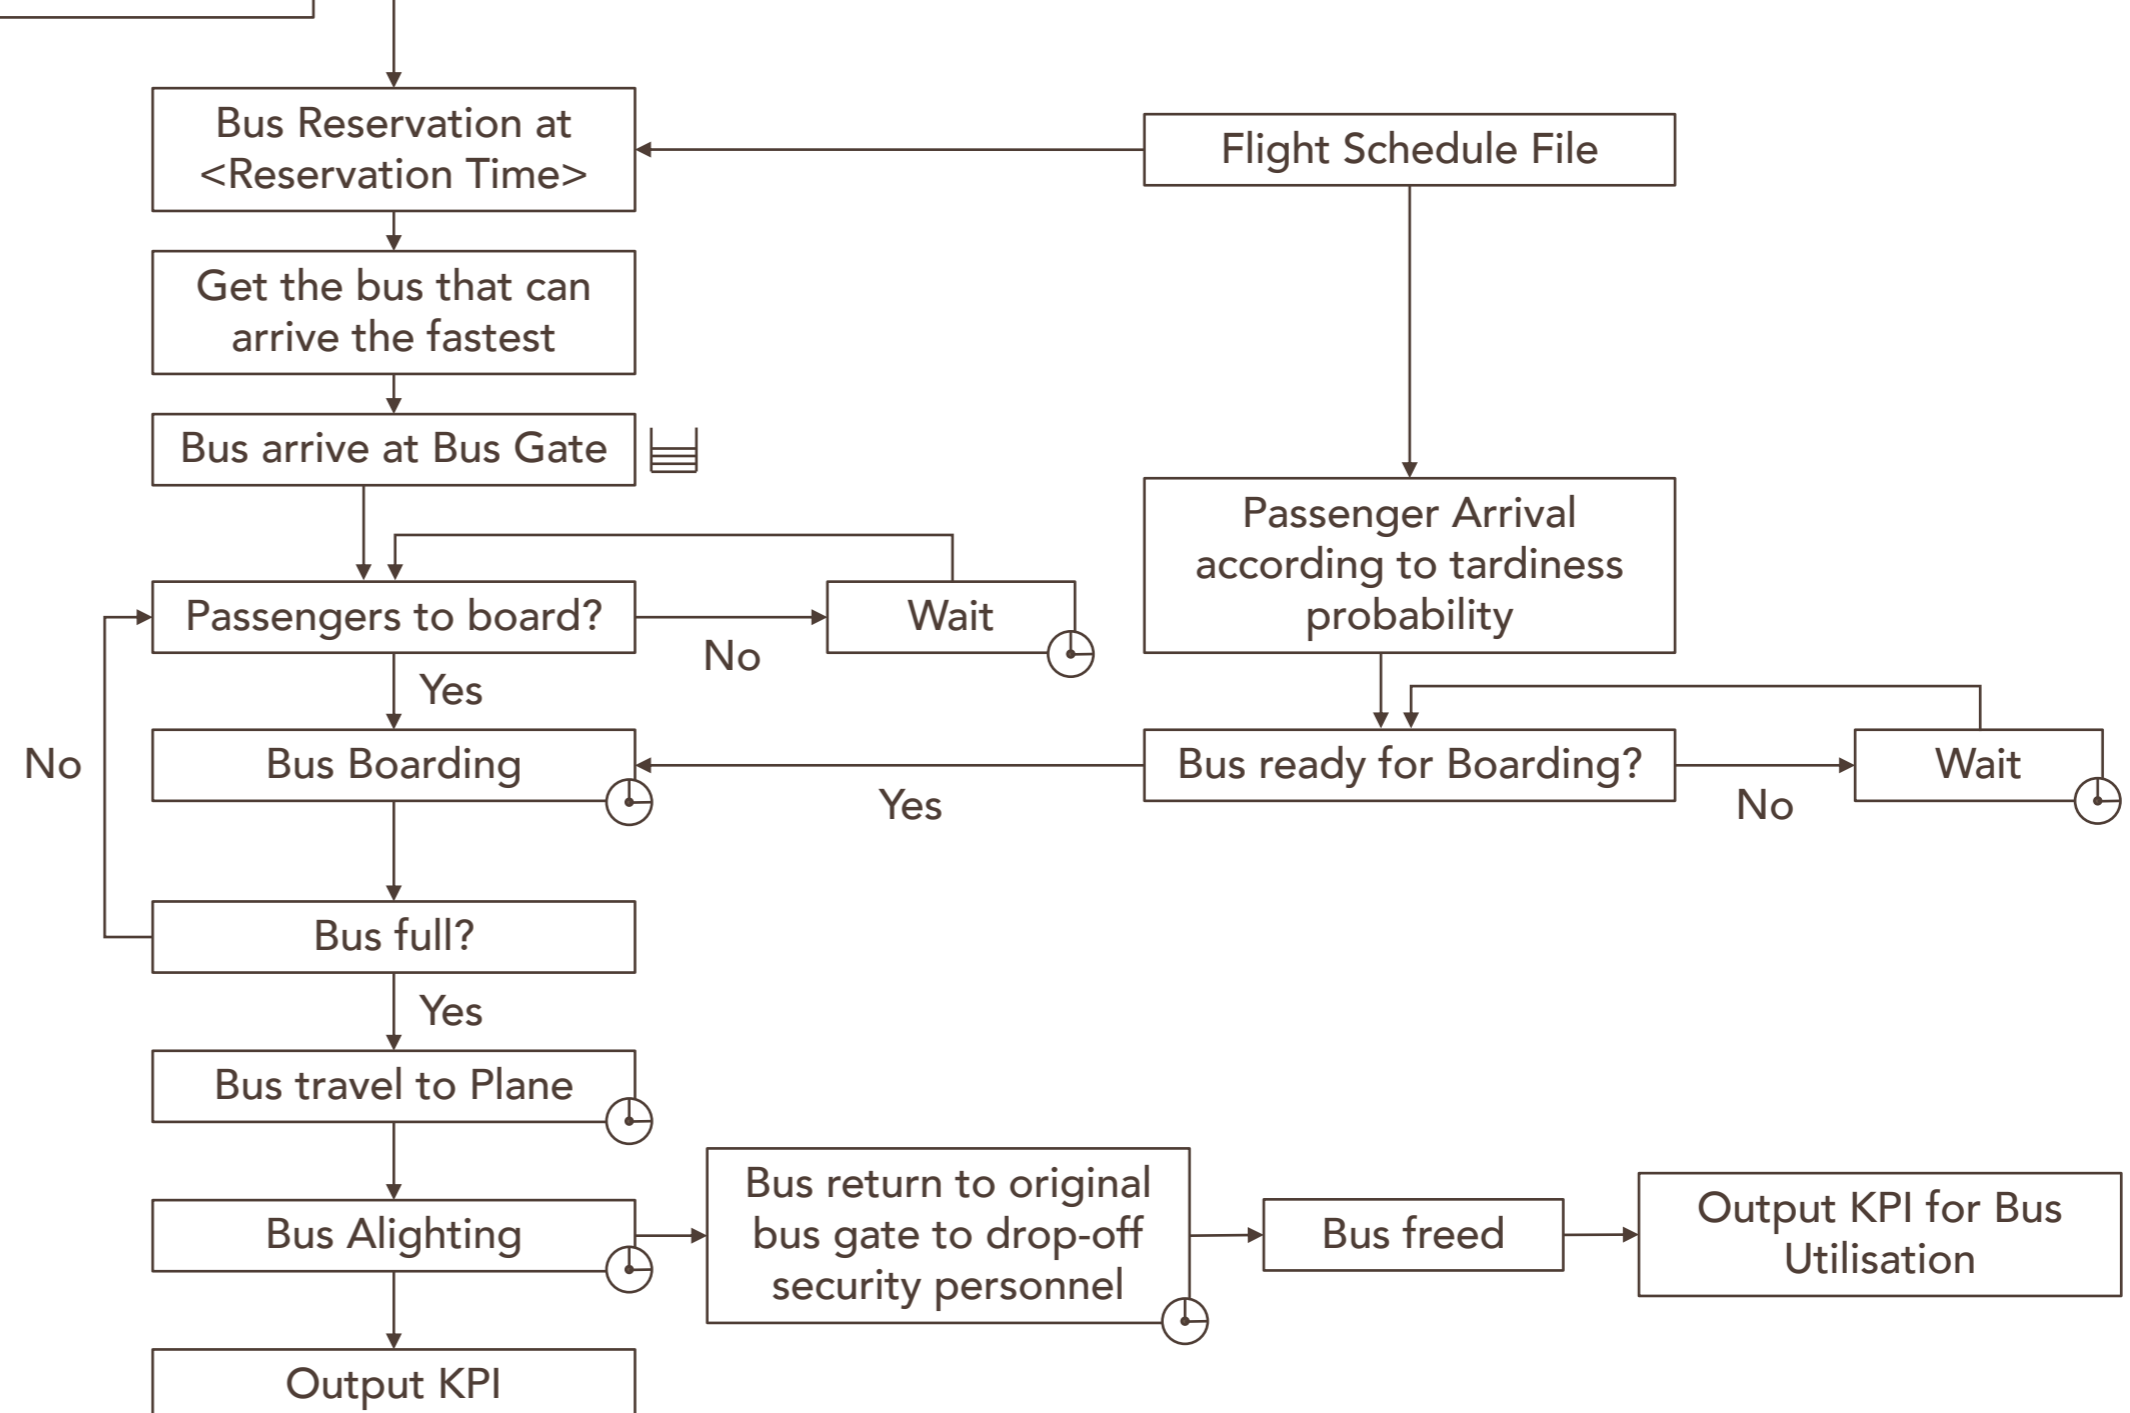 Bus Reservation at
<Reservation Time>
Flight Schedule File
Get the bus that can
arrive the fastest
Bus arrive at Bus Gate
Passenger Arrival
according to tardiness
probability
Passengers to board?
No
Wait
Yes
No
Bus Boarding
Yes
Bus ready for Boarding?
No
Wait
Bus full?
Yes
Bus travel to Plane
Bus Alighting
Bus return to original
bus gate to drop-off
security personnel
Bus freed
Output KPI for Bus
Utilisation
Output KPI